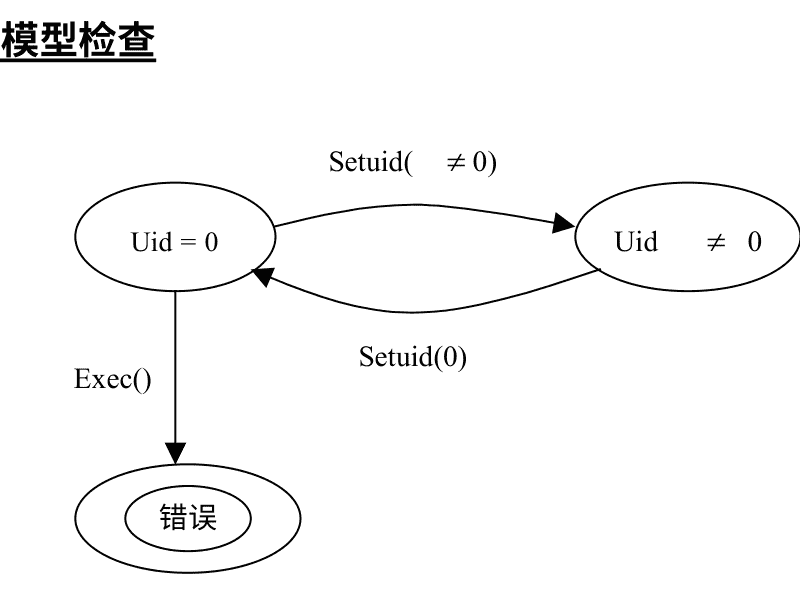 模型检查
Setuid( ≠ 0)
Uid = 0
Uid ≠ 0
Setuid(0)
Exec()
错误